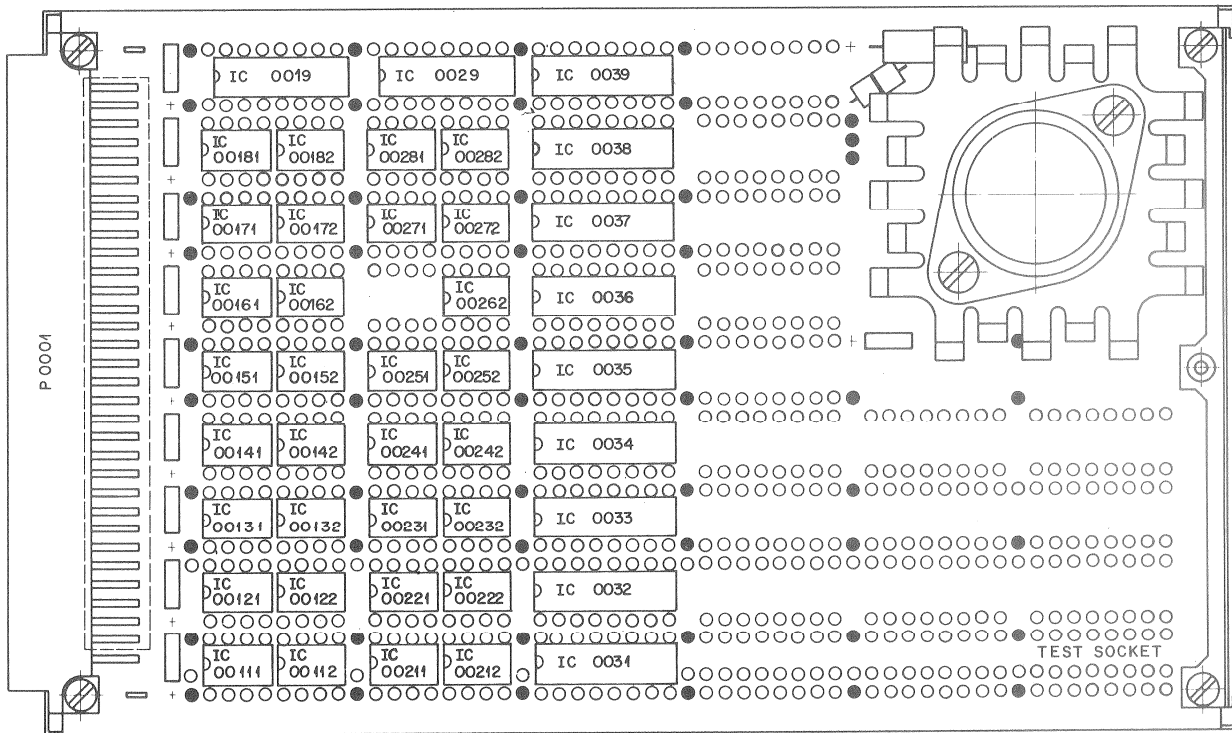 IC 0019 IC 0029 IC 0039
IC 00181 IC 00182 IC 00281 IC 00282 IC 0038
IC 00171 IC 00172 IC 00271 IC 00272 IC 0037
IC 00161 IC 00162 IC 00262 IC 0036
P0001
IC 00151 IC 00152 IC 00251 IC 00252 IC 0035
IC 00141 IC 00142 IC 00241 IC 00242 IC 0034
IC 00131 IC 00132 IC 00231 IC 00232 IC 0033
IC 00121 IC 00122 IC 00221 IC 00222 IC 0032
IC 00111 IC 00112 IC 00211 IC 00212 IC 0031
TEST SOCKET